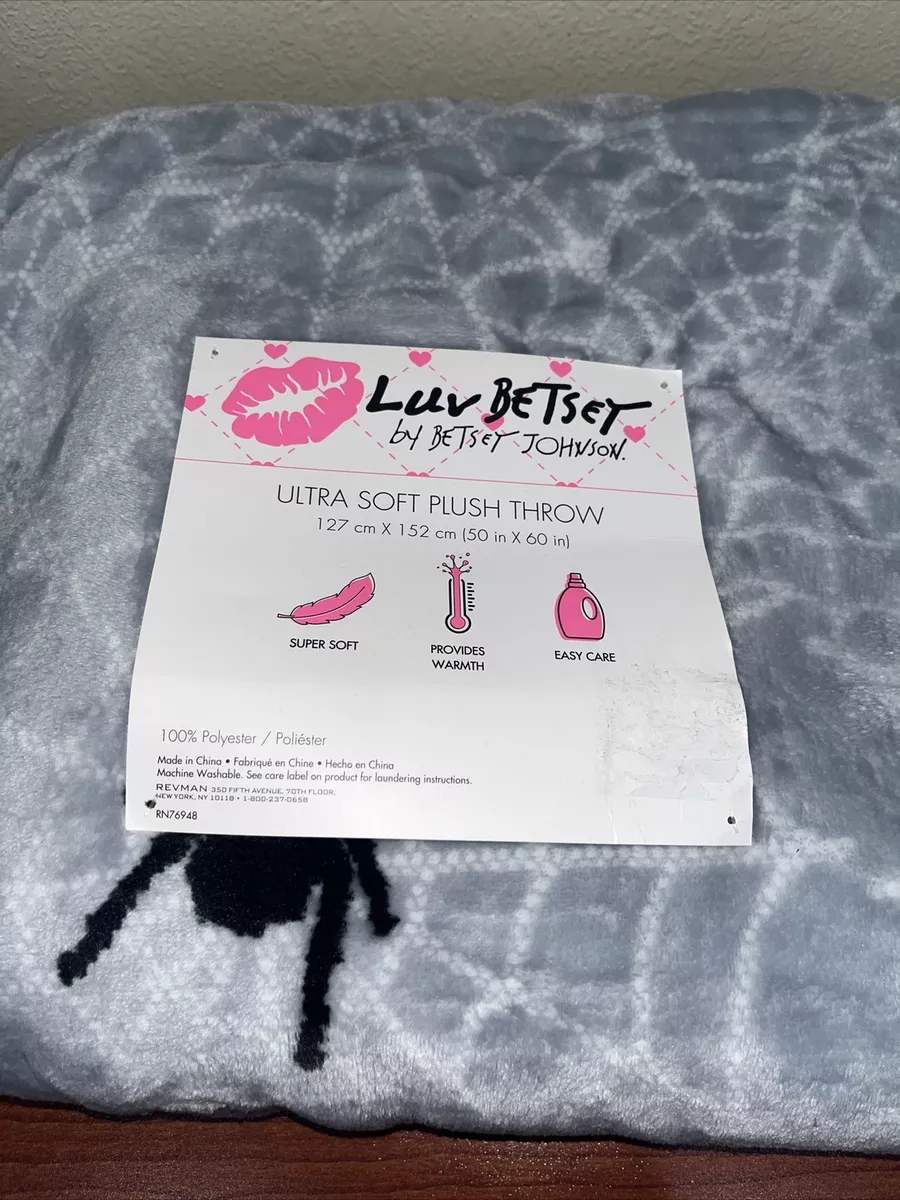 Luv BETSEY
by BETSEY JOHNSON.
ULTRA SOFT PLUSH THROW
127 cm X 152 cm (50 in X 60 in)
SUPER SOFT
PROVIDES
WARMTH
EASY CARE
100% Polyester / Poliéster
Made in China • Fabriqué en Chine • Hecho en China
Machine Washable. See care label on product for laundering instructions.
REVMAN 350 FIFTH AVENUE, 70TH FLOOR,
NEW YORK, NY 10118 • 1-800-237-0658
RN76948